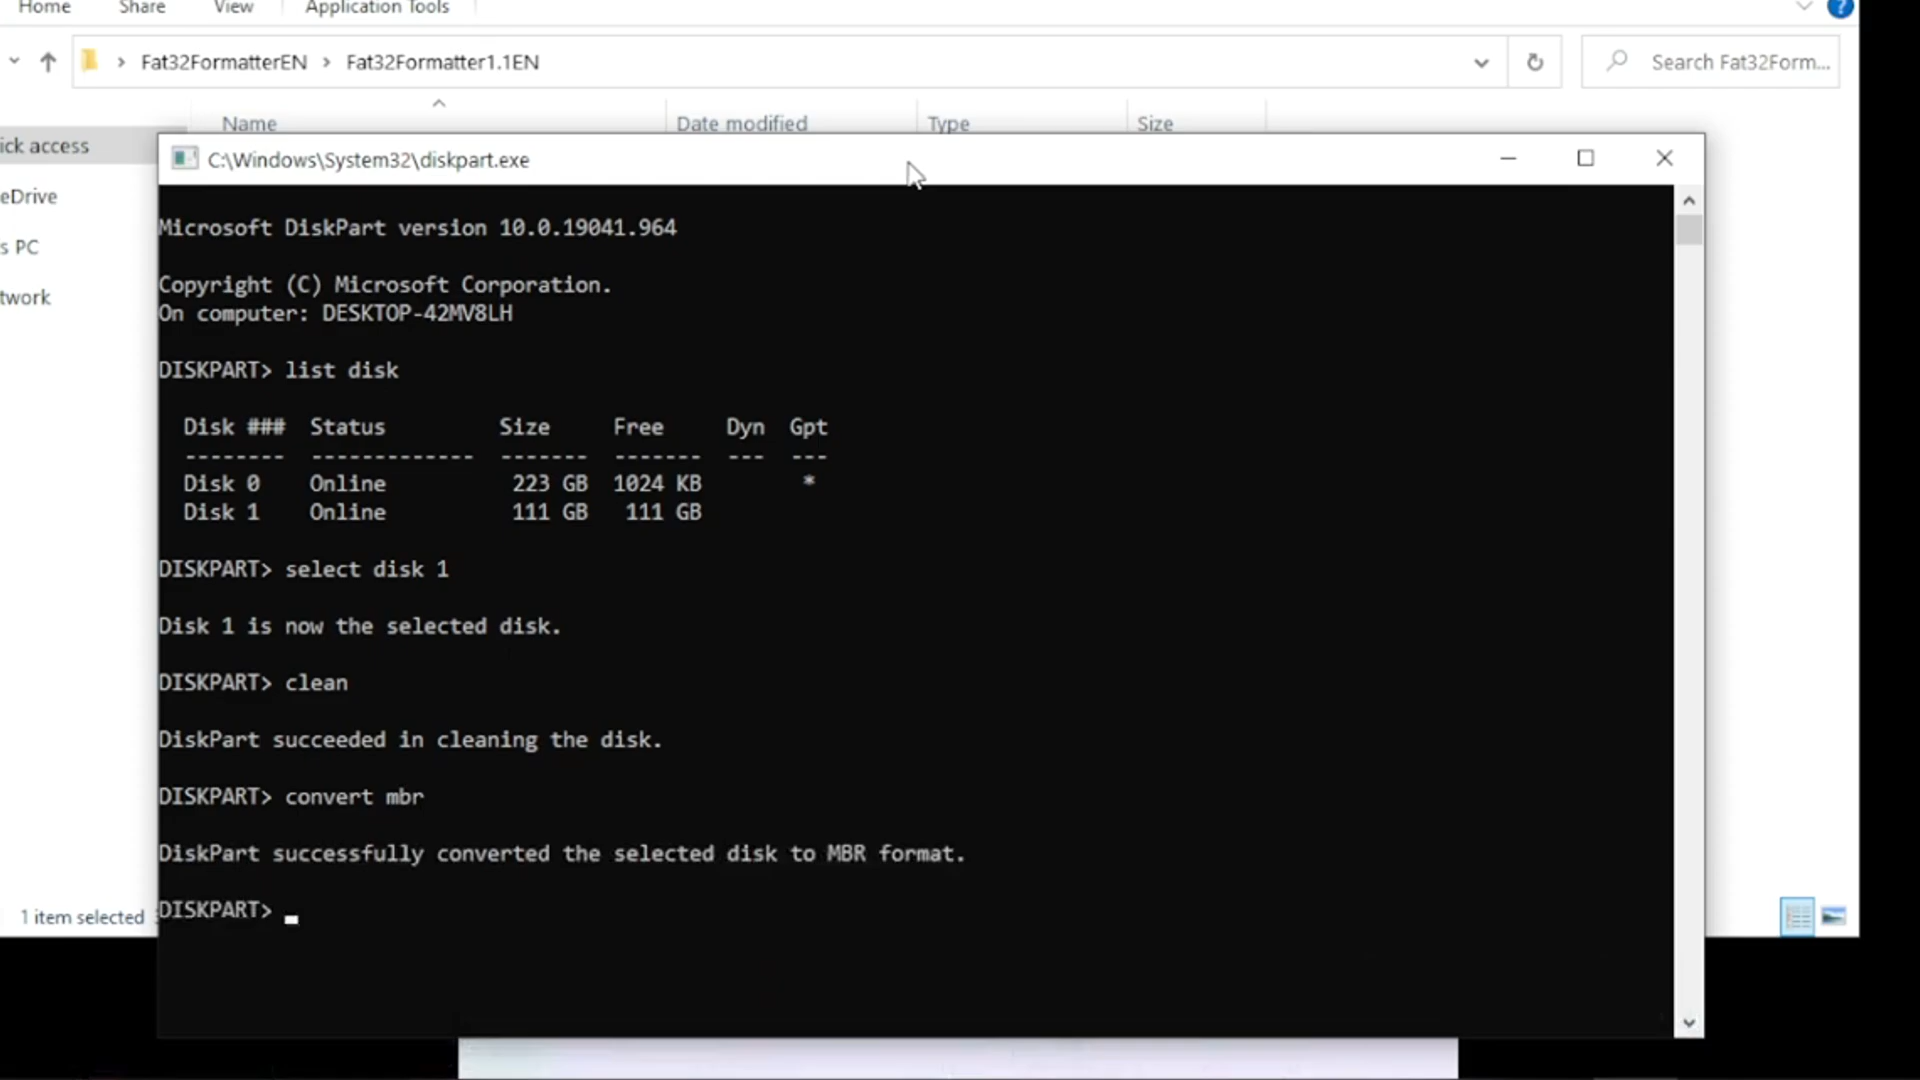 Home Share View Application Tools
Fat32FormatterEN > Fat32Formatter1.1EN Search Fat32Form...
Name Date modified Type Size
ick access
eDrive
s PC
twork
C:\Windows\System32\diskpart.exe
Microsoft DiskPart version 10.0.19041.964
Copyright (C) Microsoft Corporation.
On computer: DESKTOP-42MV8LH
DISKPART> list disk
Disk ### Status Size Free Dyn Gpt
-------- ------------- ------- ------- --- ---
Disk 0 Online 223 GB 1024 KB *
Disk 1 Online 111 GB 111 GB
DISKPART> select disk 1
Disk 1 is now the selected disk.
DISKPART> clean
DiskPart succeeded in cleaning the disk.
DISKPART> convert mbr
DiskPart successfully converted the selected disk to MBR format.
DISKPART>
1 item selected